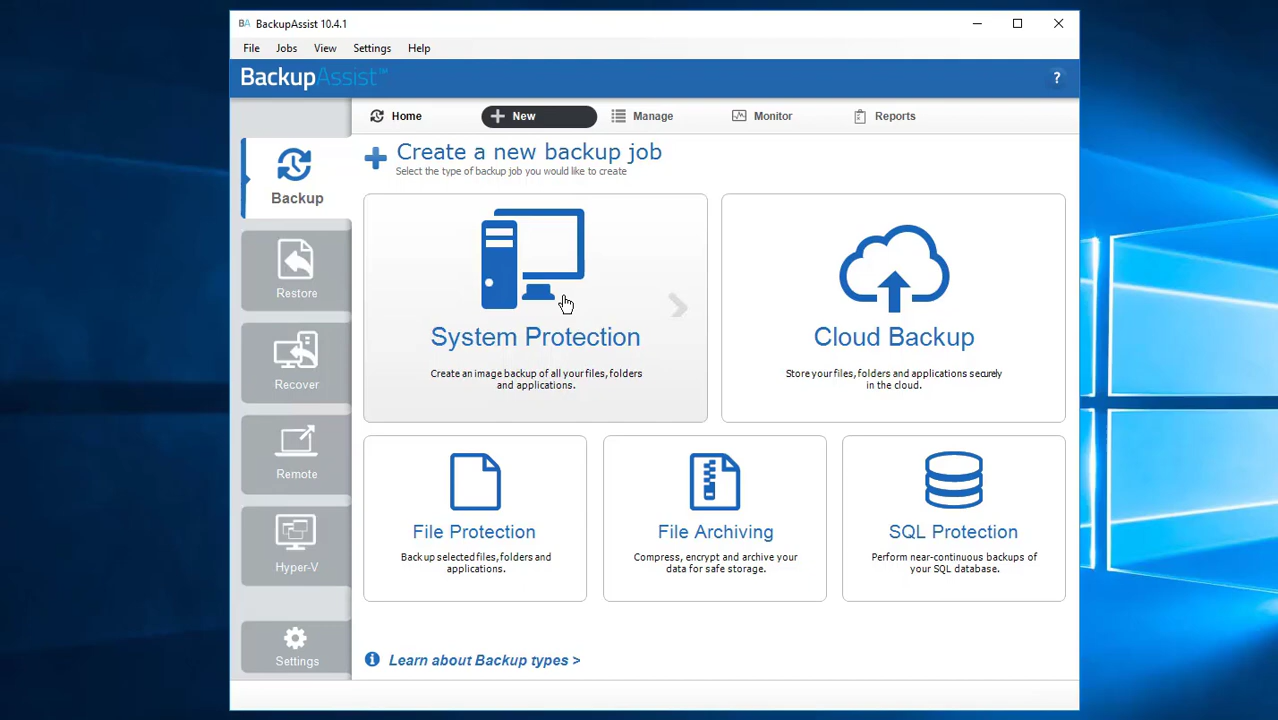 BA BackupAssist 10.4.1
File Jobs View Settings Help
BackupAssist™ ?
Home New Manage Monitor Reports
Create a new backup job
Select the type of backup job you would like to create
Backup
Restore
Recover
Remote
Hyper-V
Settings
System Protection
Create an image backup of all your files, folders
and applications.
Cloud Backup
Store your files, folders and applications securely
in the cloud.
File Protection
Backup selected files, folders and
applications.
File Archiving
Compress, encrypt and archive your
data for safe storage.
SQL Protection
Perform near-continuous backups of
your SQL database.
Learn about Backup types >